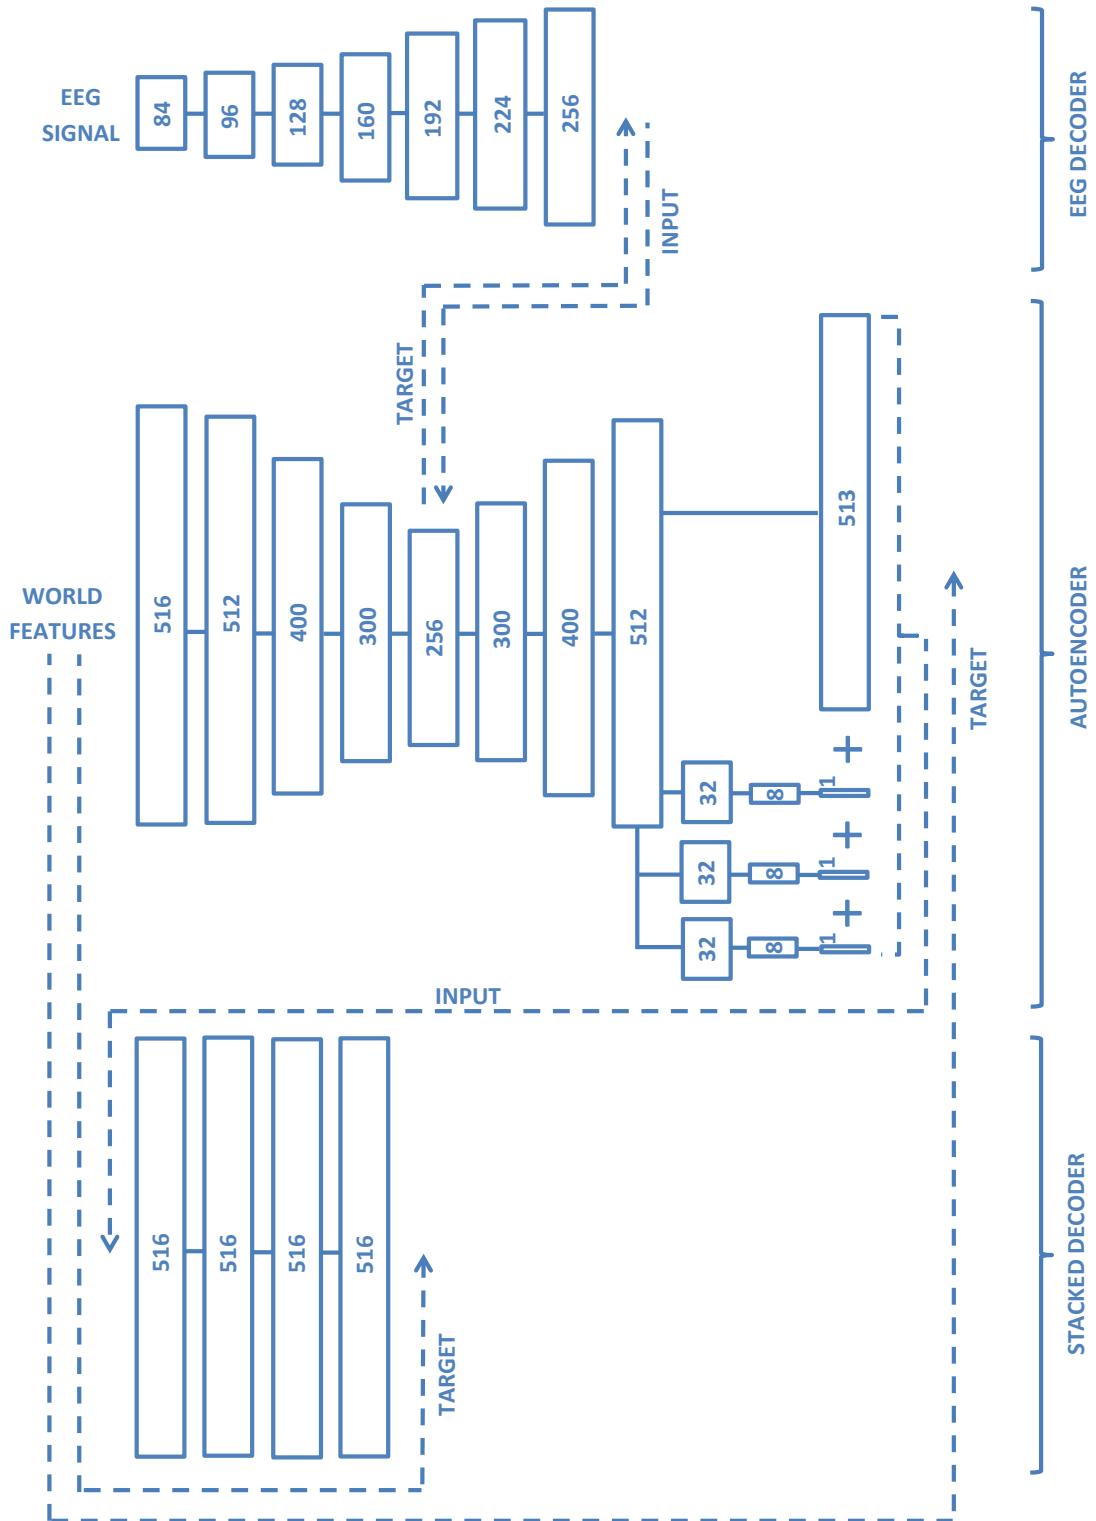 EEG
SIGNAL
84
96
128
160
192
224
256
INPUT
TARGET
EEG DECODER
WORLD
FEATURES
516
512
400
300
256
300
400
512
513
32
8
1
+
32
8
1
+
32
8
1
+
TARGET
AUTOENCODER
INPUT
516
516
516
516
TARGET
STACKED DECODER